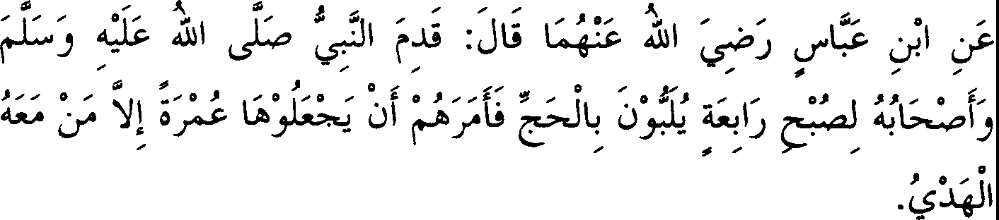 عَنِ ابْنِ عَبَّاسٍ رَضِيَ اللهُ عَنْهُمَا قَالَ: قَدِمَ النَّبِيُّ صَلَّى اللهُ عَلَيْهِ وَسَلَّمَ
وَأَصْحَابُهُ لِصُبْحِ رَابِعَةٍ يُلَبُّوْنَ بِالْحَجِّ فَأَمَرَهُمْ أَنْ يَجْعَلُوْهَا عُمْرَةً إِلاَّ مَنْ مَعَهُ
الْهَدْيُ.